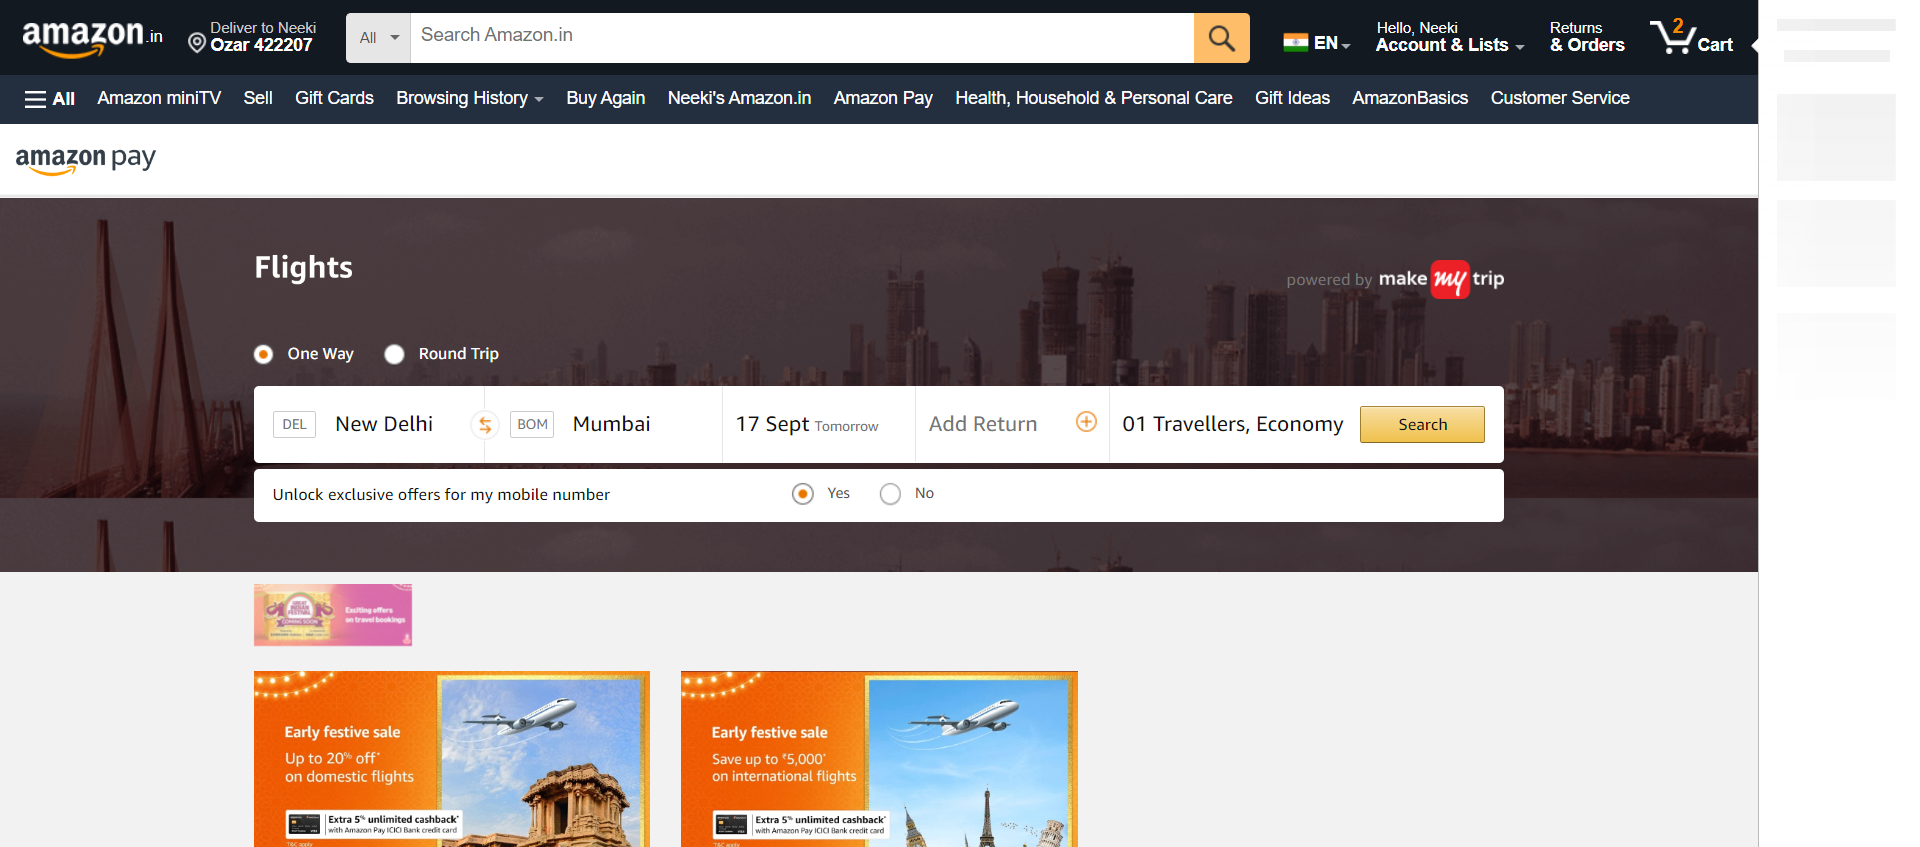 amazon.in
Deliver to Neeki
Ozar 422207
All
Search Amazon.in
EN
Hello, Neeki
Account & Lists
Returns
& Orders
2
Cart
All
Amazon miniTV
Sell
Gift Cards
Browsing History
Buy Again
Neeki's Amazon.in
Amazon Pay
Health, Household & Personal Care
Gift Ideas
AmazonBasics
Customer Service
amazon pay
Flights
powered by make my trip
One Way
Round Trip
DEL
New Delhi
BOM
Mumbai
17 Sept Tomorrow
Add Return
01 Travellers, Economy
Search
Unlock exclusive offers for my mobile number
Yes
No
GREAT
INDIAN
FESTIVAL
COMING SOON
Exciting offers
on travel bookings
Early festive sale
Up to 20% off*
on domestic flights
Extra 5% unlimited cashback*
with Amazon Pay ICICI Bank credit card
T&C apply
Early festive sale
Save up to ₹5,000*
on international flights
Extra 5% unlimited cashback*
with Amazon Pay ICICI Bank credit card
T&C apply